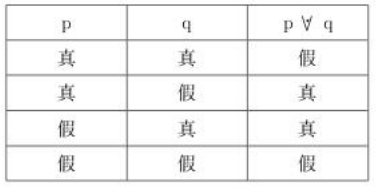 p q p ∀ q
真 真 假
真 假 真
假 真 真
假 假 假